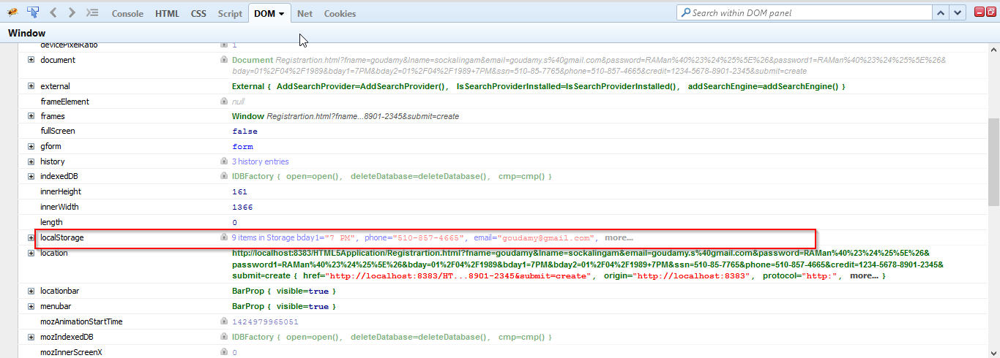 Console HTML CSS Script DOM Net Cookies Search within DOM panel
Window
devicePixelRatio 1
document Document Registrartion.html?fname=goudamy&lname=sockalingam&email=goudamy.s%40gmail.com&password=RAMan%40%23%24%25%5E%26&password1=RAMan%40%23%24%25%5E%26&
bday=01%2F04%2F1989&bday1=7PM&bday2=01%2F04%2F1989+7PM&ssn=510-85-7765&phone=510-857-4665&credit=1234-5678-8901-2345&submit=create
external External { AddSearchProvider=AddSearchProvider(), IsSearchProviderInstalled=IsSearchProviderInstalled(), addSearchEngine=addSearchEngine() }
frameElement null
frames Window Registrartion.html?fname...8901-2345&submit=create
fullScreen false
gform form
history 3 history entries
indexedDB IDBFactory { open=open(), deleteDatabase=deleteDatabase(), cmp=cmp() }
innerHeight 161
innerWidth 1366
length 0
localStorage 9 items in Storage bday1="7 PM", phone="510-857-4665", email="goudamy@gmail.com", more...
location http://localhost:8383/HTML5Application/Registrartion.html?fname=goudamy&lname=sockalingam&email=goudamy.s%40gmail.com&password=RAMan%40%23%24%25%5E%26&
password1=RAMan%40%23%24%25%5E%26&bday=01%2F04%2F1989&bday1=7PM&bday2=01%2F04%2F1989+7PM&ssn=510-85-7765&phone=510-857-4665&credit=1234-5678-8901-2345&
submit=create { href="http://localhost:8383/HT...8901-2345&submit=create", origin="http://localhost:8383", protocol="http:", more... }
locationbar BarProp { visible=true }
menubar BarProp { visible=true }
mozAnimationStartTime 1424979965051
mozIndexedDB IDBFactory { open=open(), deleteDatabase=deleteDatabase(), cmp=cmp() }
mozInnerScreenX 0